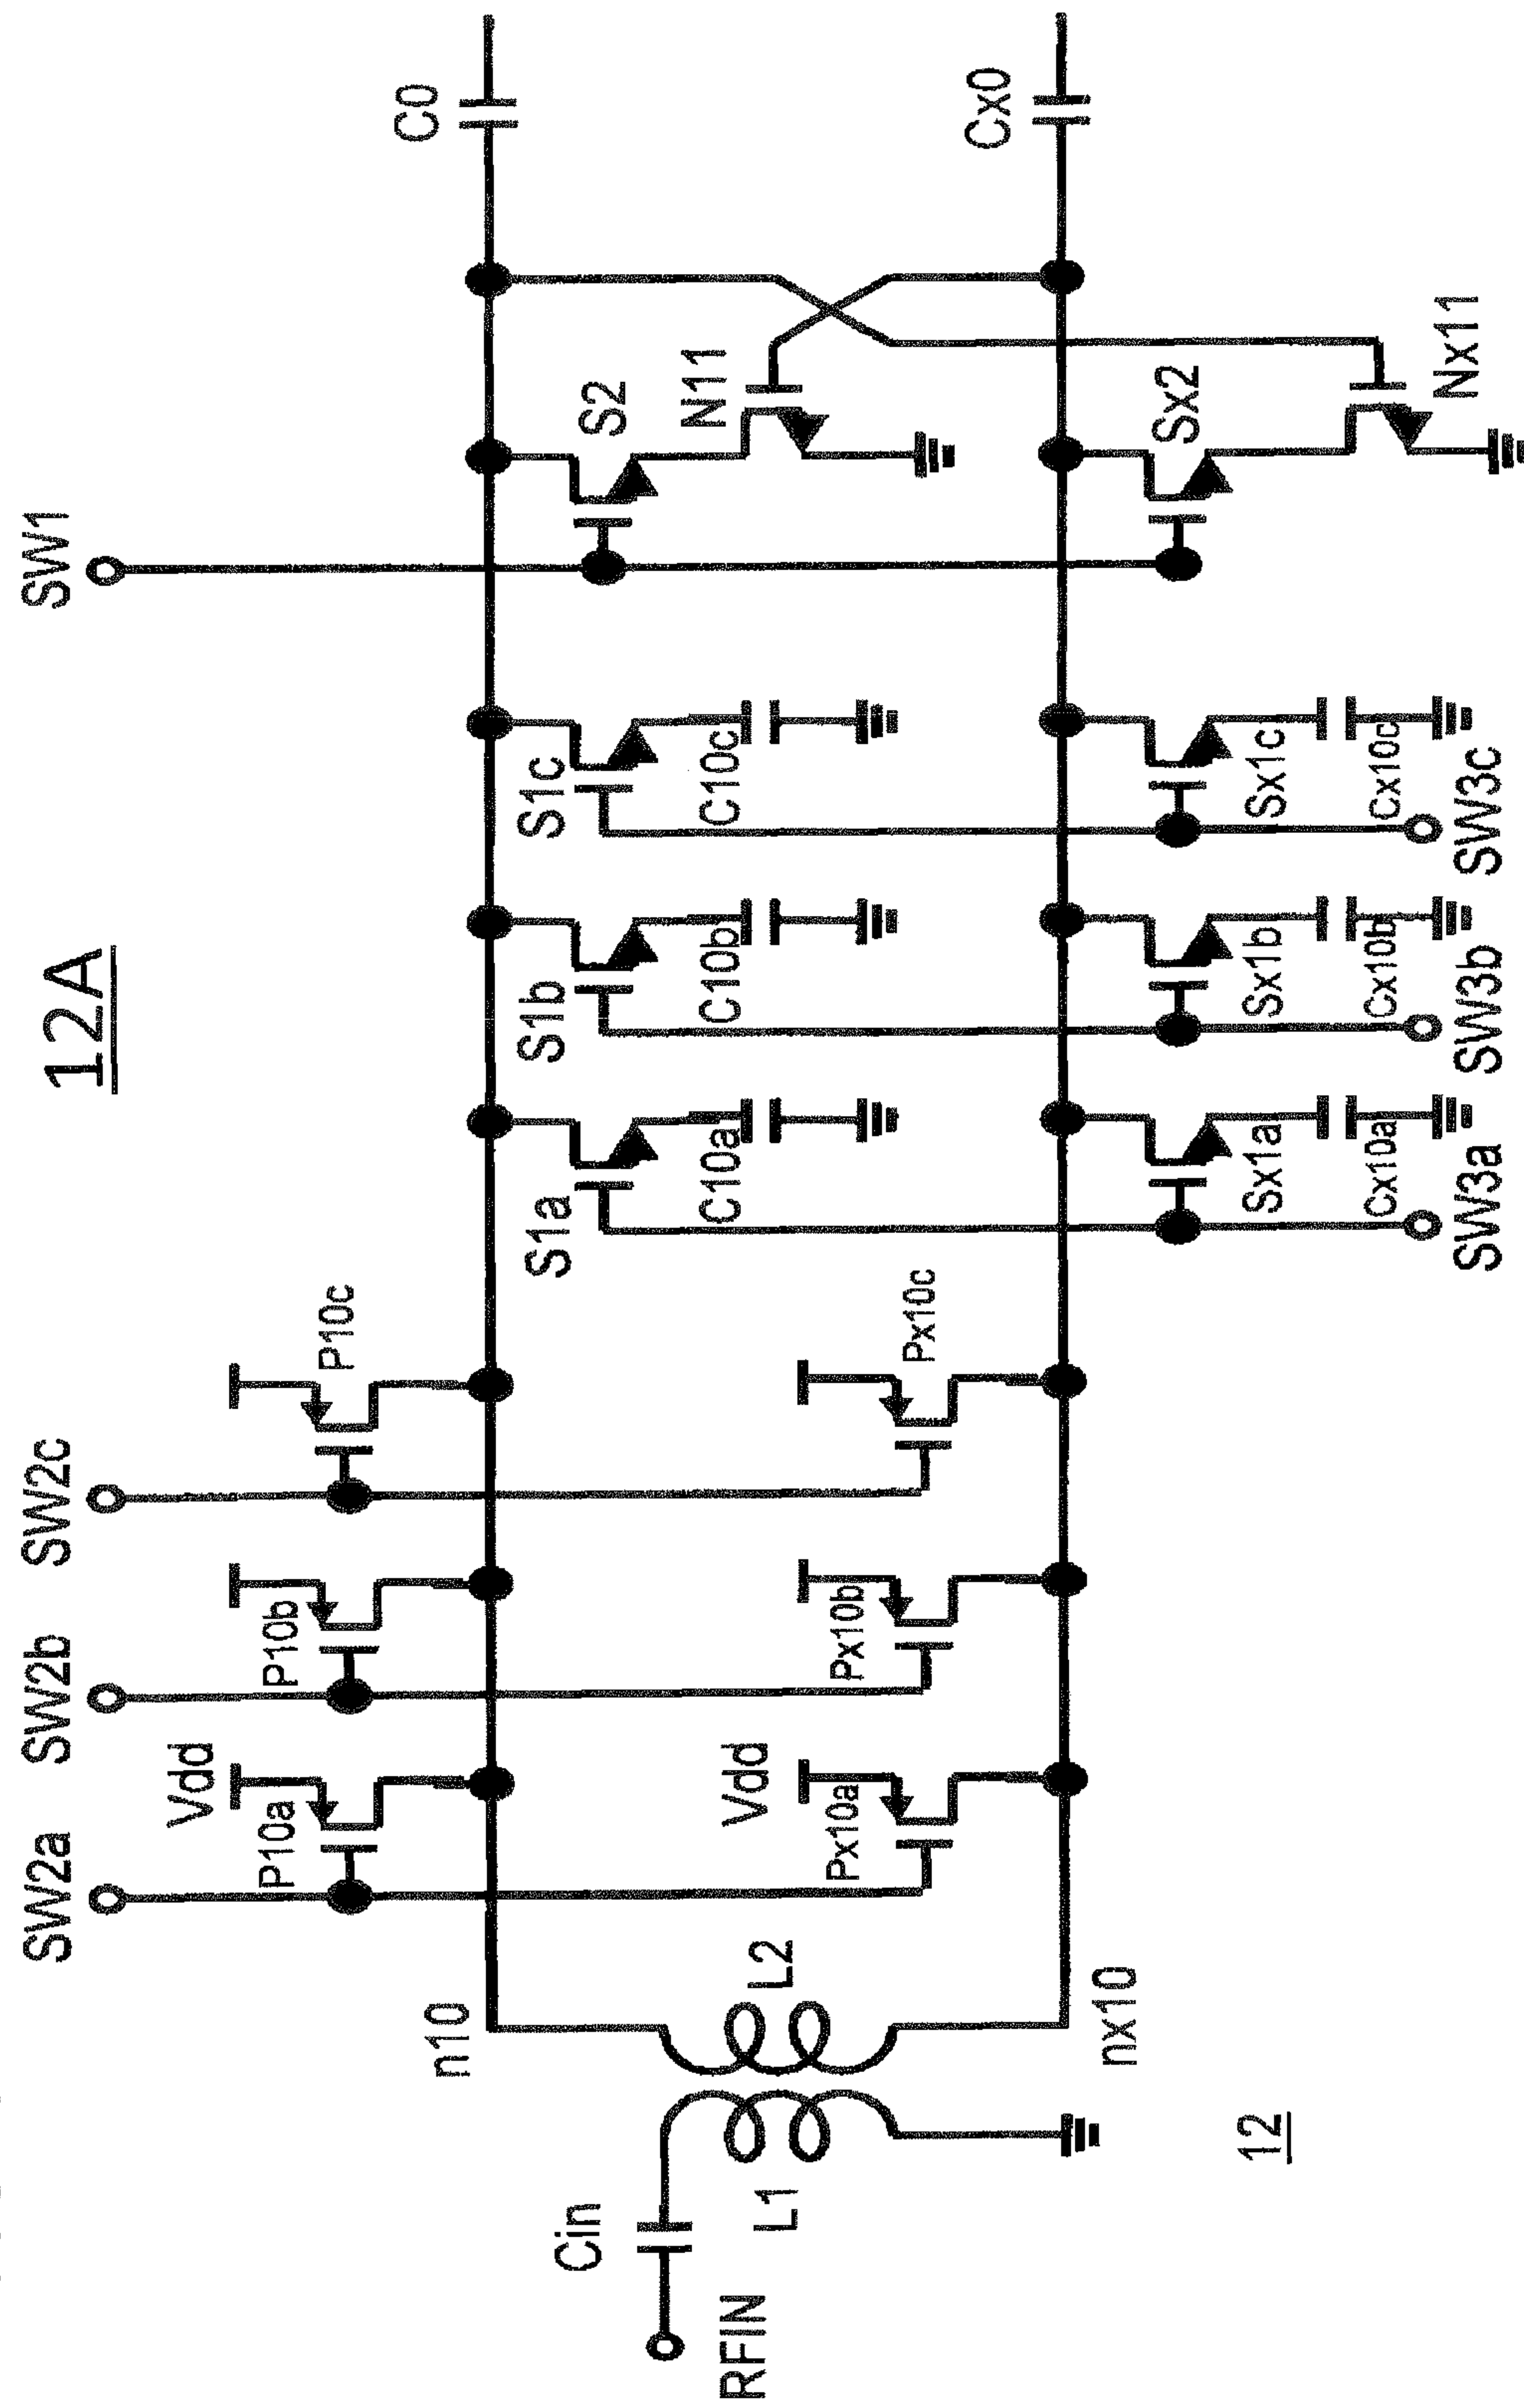 12A
SW2a
SW2b
SW2c
SW1
Vdd
P10a
P10b
P10c
C0
n10
S1a
S1b
S1c
S2
C10a
C10b
C10c
N11
Cin
RFIN
L1
L2
Vdd
Px10a
Px10b
Px10c
Cx0
nx10
Sx1a
Sx1b
Sx1c
Sx2
Cx10a
Cx10b
Cx10c
Nx11
12
SW3a
SW3b
SW3c